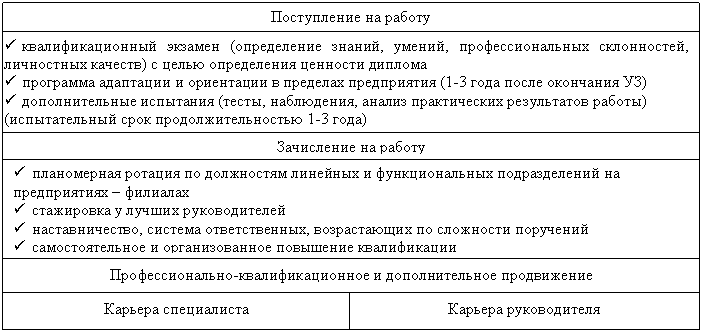 Поступление на работу
✓ квалификационный экзамен (определение знаний, умений, профессиональных склонностей,
личностных качеств) с целью определения ценности диплома
✓ программа адаптации и ориентации в пределах предприятия (1-3 года после окончания УЗ)
✓ дополнительные испытания (тесты, наблюдения, анализ практических результатов работы)
(испытательный срок продолжительностью 1-3 года)
Зачисление на работу
✓ планомерная ротация по должностям линейных и функциональных подразделений на
предприятиях – филиалах
✓ стажировка у лучших руководителей
✓ наставничество, система ответственных, возрастающих по сложности поручений
✓ самостоятельное и организованное повышение квалификации
Профессионально-квалификационное и дополнительное продвижение
Карьера специалиста
Карьера руководителя